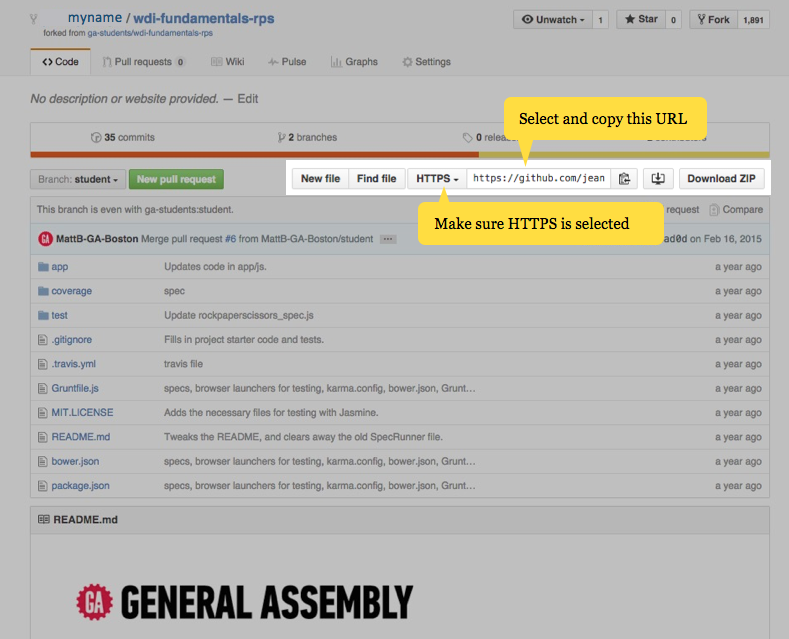 myname / wdi-fundamentals-rps
forked from ga-students/wdi-fundamentals-rps
Unwatch 1 Star 0 Fork 1,891
Code Pull requests 0 Wiki Pulse Graphs Settings
No description or website provided. — Edit
Select and copy this URL
35 commits 2 branches 0
Branch: student New pull request New file Find file HTTPS https://github.com/jean Download ZIP
Make sure HTTPS is selected
This branch is even with ga-students:student. request Compare
GA MattB-GA-Boston Merge pull request #6 from MattB-GA-Boston/student ... on Feb 16, 2015
app Updates code in app/js. a year ago
coverage spec a year ago
test Update rockpaperscissors_spec.js a year ago
.gitignore Fills in project starter code and tests. a year ago
.travis.yml travis file a year ago
Gruntfile.js specs, browser launchers for testing, karma.config, bower.json, Grunt… a year ago
MIT.LICENSE Adds the necessary files for testing with Jasmine. a year ago
README.md Tweaks the README, and clears away the old SpecRunner file. a year ago
bower.json specs, browser launchers for testing, karma.config, bower.json, Grunt… a year ago
package.json specs, browser launchers for testing, karma.config, bower.json, Grunt… a year ago
README.md
GA GENERAL ASSEMBLY